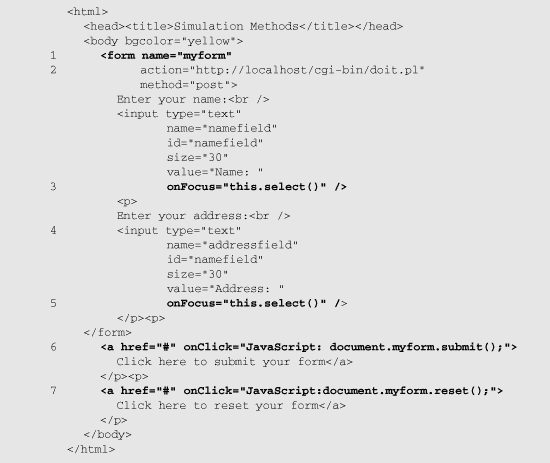 <html>
<head><title>Simulation Methods</title></head>
<body bgcolor="yellow">
1 <form name="myform"
2 action="http://localhost/cgi-bin/doit.pl"
method="post">
Enter your name:<br />
<input type="text"
name="namefield"
id="namefield"
size="30"
value="Name: "
3 onFocus="this.select()" />
<p>
Enter your address:<br />
4 <input type="text"
name="addressfield"
id="namefield"
size="30"
value="Address: "
5 onFocus="this.select()" />
</p><p>
</form>
6 <a href="#" onClick="JavaScript: document.myform.submit();">
Click here to submit your form</a>
</p><p>
7 <a href="#" onClick="JavaScript:document.myform.reset();">
Click here to reset your form</a>
</p>
</body>
</html>